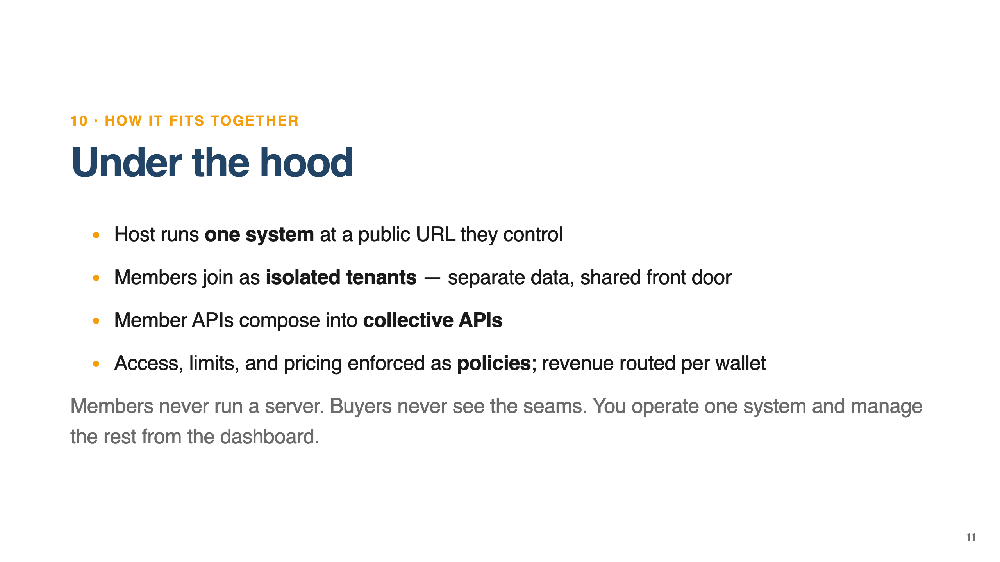 10 · HOW IT FITS TOGETHER
Under the hood
• Host runs one system at a public URL they control
• Members join as isolated tenants — separate data, shared front door
• Member APIs compose into collective APIs
• Access, limits, and pricing enforced as policies; revenue routed per wallet
Members never run a server. Buyers never see the seams. You operate one system and manage
the rest from the dashboard.
11